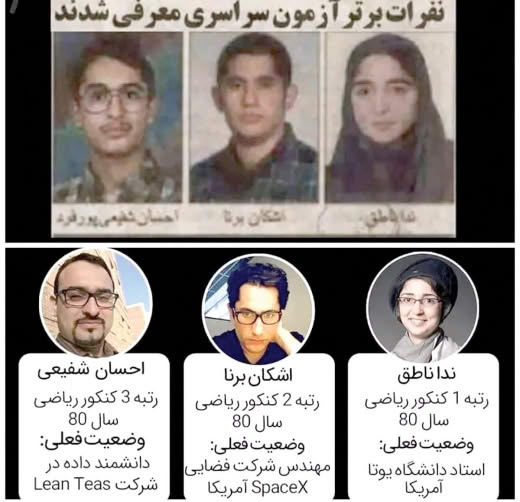 نفرات برتر آزمون سراسری معرفی شدند
ندا ناطق
اشکان برنا
احسان شفیعی پورفرد
ندا ناطق
رتبه 1 کنکور ریاضی
سال 80
وضعیت فعلی:
استاد دانشگاه یوتا
آمریکا
اشکان برنا
رتبه 2 کنکور ریاضی
سال 80
وضعیت فعلی:
مهندس شرکت فضایی
SpaceX آمریکا
احسان شفیعی
رتبه 3 کنکور ریاضی
سال 80
وضعیت فعلی:
دانشمند داده در
شرکت Lean Teas